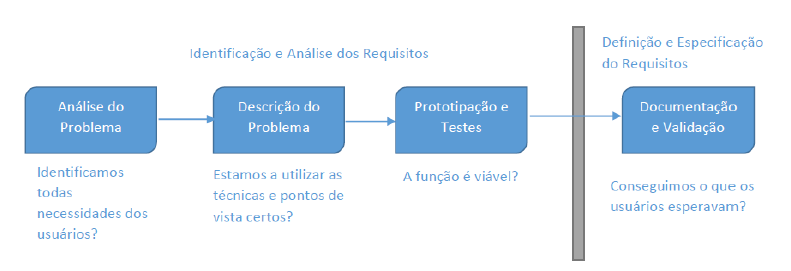 Identificação e Análise dos Requisitos
Definição e Especificação
do Requisitos
Análise do
Problema
Descrição do
Problema
Prototipação e
Testes
Documentação
e Validação
Identificamos
todas
necessidades dos
usuários?
Estamos a utilizar as
técnicas e pontos de
vista certos?
A função é viável?
Conseguimos o que os
usuários esperavam?